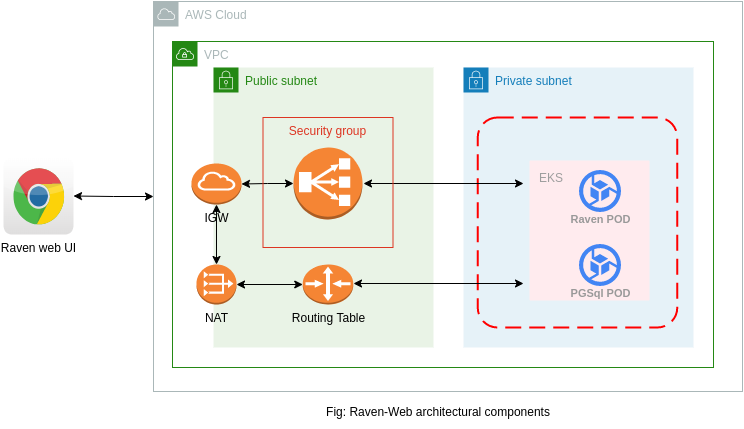 AWS Cloud
VPC
Public subnet
Private subnet
Security group
EKS
Raven POD
IGW
Raven web UI
PGSql POD
NAT
Routing Table
Fig: Raven-Web architectural components